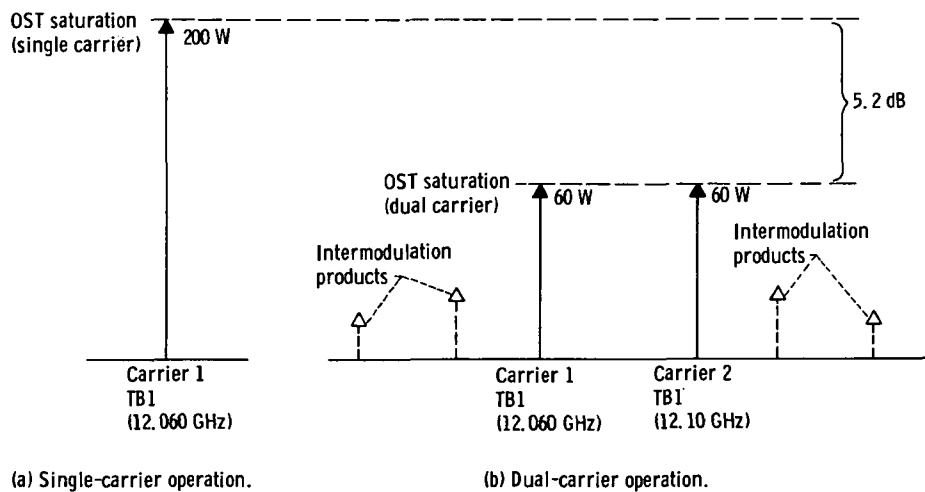 OST saturation
(single carrier)
200 W
5.2 dB
OST saturation
(dual carrier)
60 W
60 W
Intermodulation
products
Intermodulation
products
Carrier 1
TB1
(12.060 GHz)
Carrier 1
TB1
(12.060 GHz)
Carrier 2
TB1
(12.10 GHz)
(a) Single-carrier operation.
(b) Dual-carrier operation.